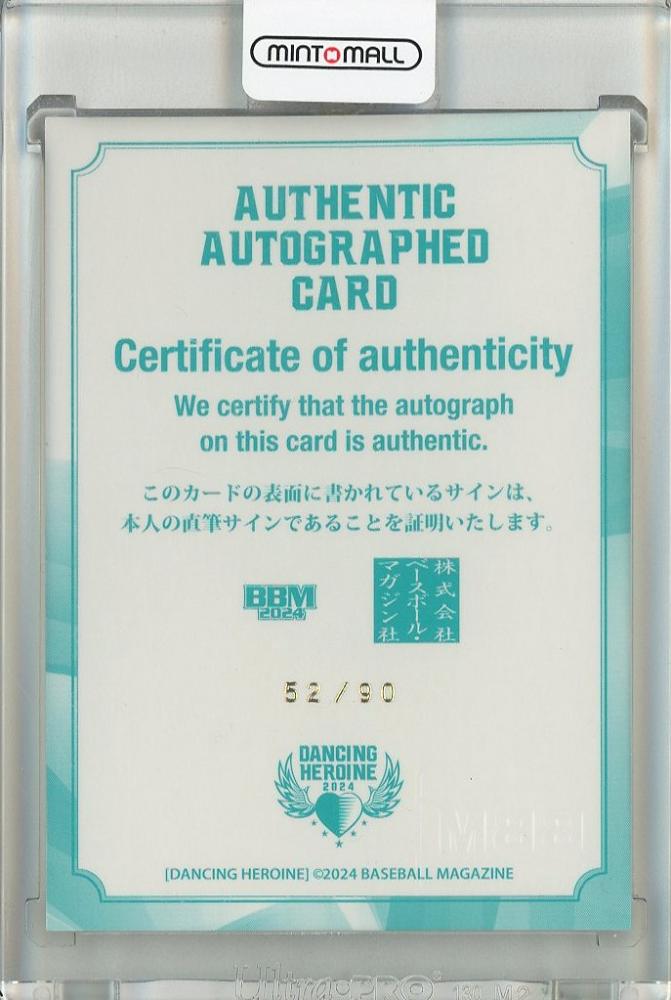 MINT MALL
AUTHENTIC
AUTOGRAPHED
CARD
Certificate of authenticity
We certify that the autograph
on this card is authentic.
このカードの表面に書かれているサインは、
本人の直筆サインであることを証明いたします。
BBM
2024
株式会社
ベースボール・
マガジン社
52/90
DANCING
HEROINE
2024
[DANCING HEROINE] ©2024 BASEBALL MAGAZINE
Ultra·PRO®